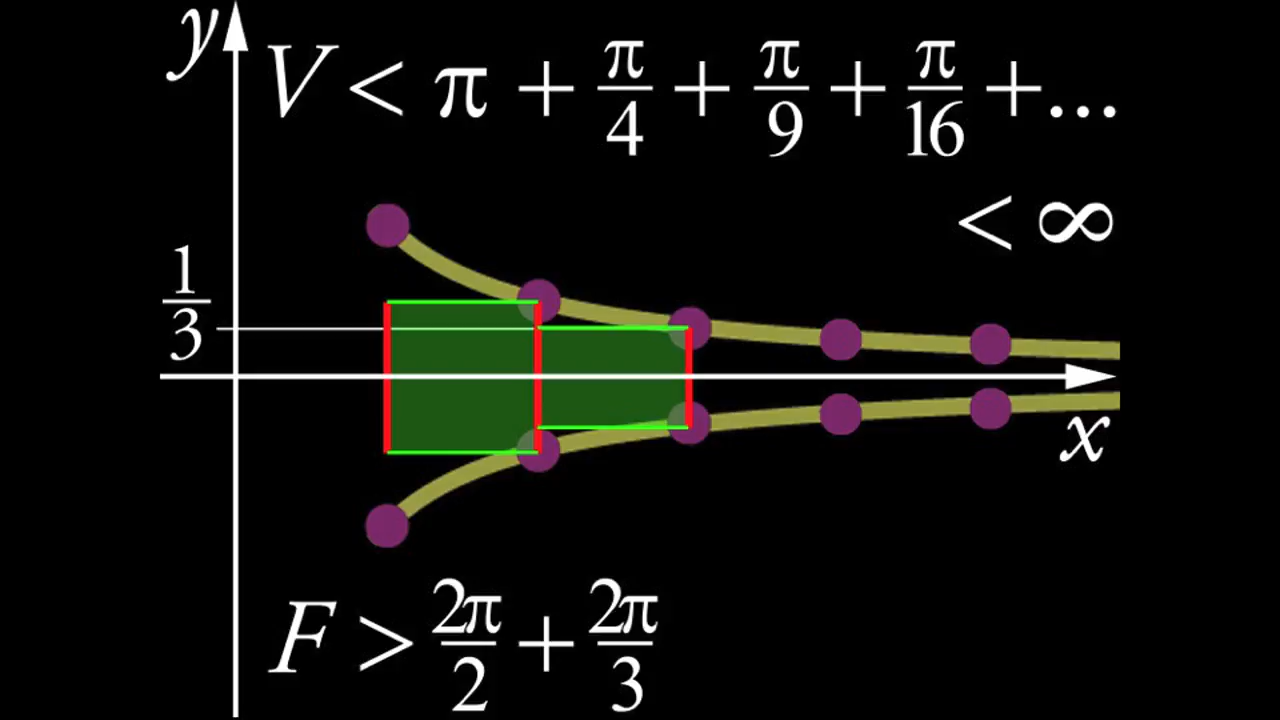 y
V < π + π/4 + π/9 + π/16 + ...
< ∞
1/3
x
F > 2π/2 + 2π/3